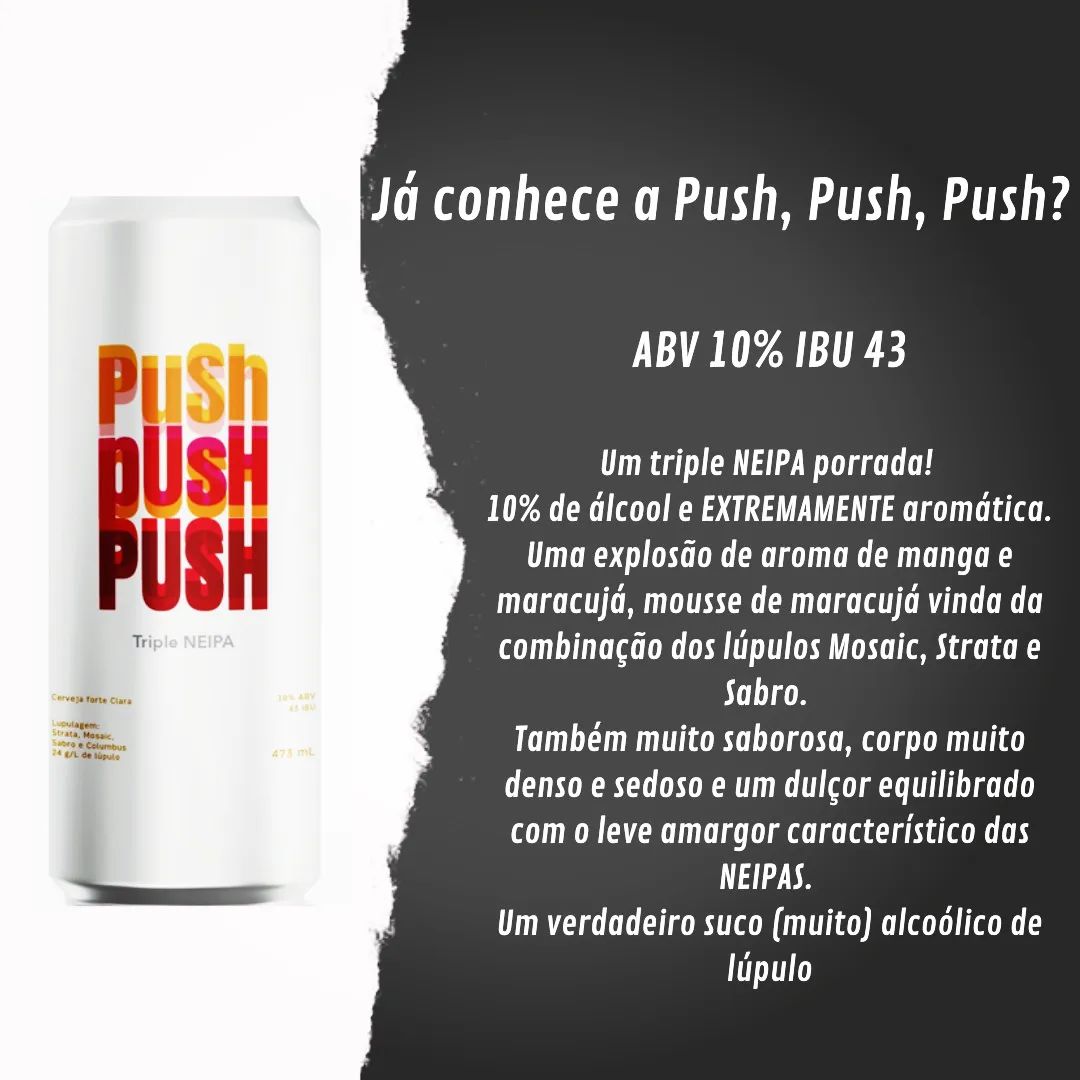 Já conhece a Push, Push, Push?
ABV 10% IBU 43
Um triple NEIPA porrada!
10% de álcool e EXTREMAMENTE aromática.
Uma explosão de aroma de manga e
maracujá, mousse de maracujá vinda da
combinação dos lúpulos Mosaic, Strata e
Sabro.
Também muito saborosa, corpo muito
denso e sedoso e um dulçor equilibrado
com o leve amargor característico das
NEIPAS.
Um verdadeiro suco (muito) alcoólico de
lúpulo
PuSh
pUsH
PUSH
Triple NEIPA
Cerveja forte Clara
Lupulagem:
Strata, Mosaic,
Sabro e Columbus
24 g/L de lúpulo
10% ABV
43 IBU
473 mL